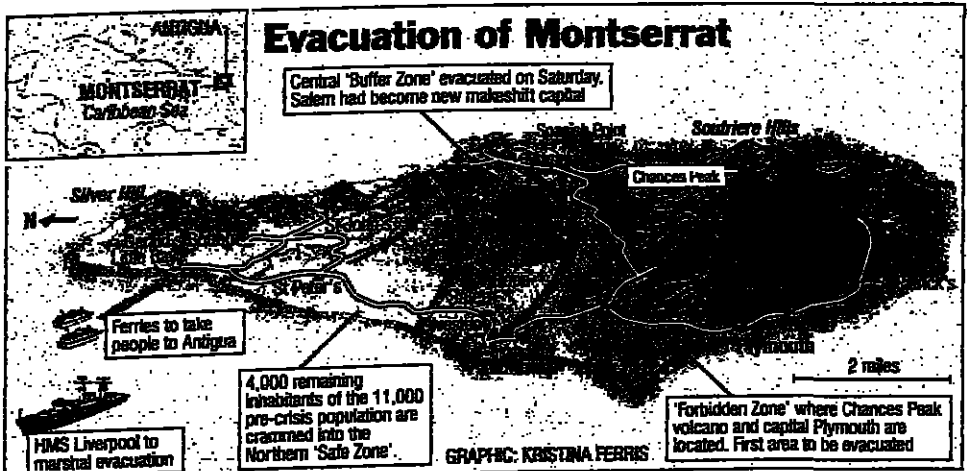 Evacuation of Montserrat
ANTIGUA
MONTSERRAT
Caribbean Sea
Central 'Buffer Zone' evacuated on Saturday.
Salem had become new makeshift capital
Spanish Point
Soufriere Hills
Chances Peak
Silver Hill
N
St Peter's
Plymouth
2 miles
Ferries to take
people to Antigua
4,000 remaining
inhabitants of the 11,000
pre-crisis population are
crammed into the
Northern 'Safe Zone'.
'Forbidden Zone' where Chances Peak
volcano and capital Plymouth are
located. First area to be evacuated
HMS Liverpool to
marshal evacuation
GRAPHIC: KRISTINA FERRIS